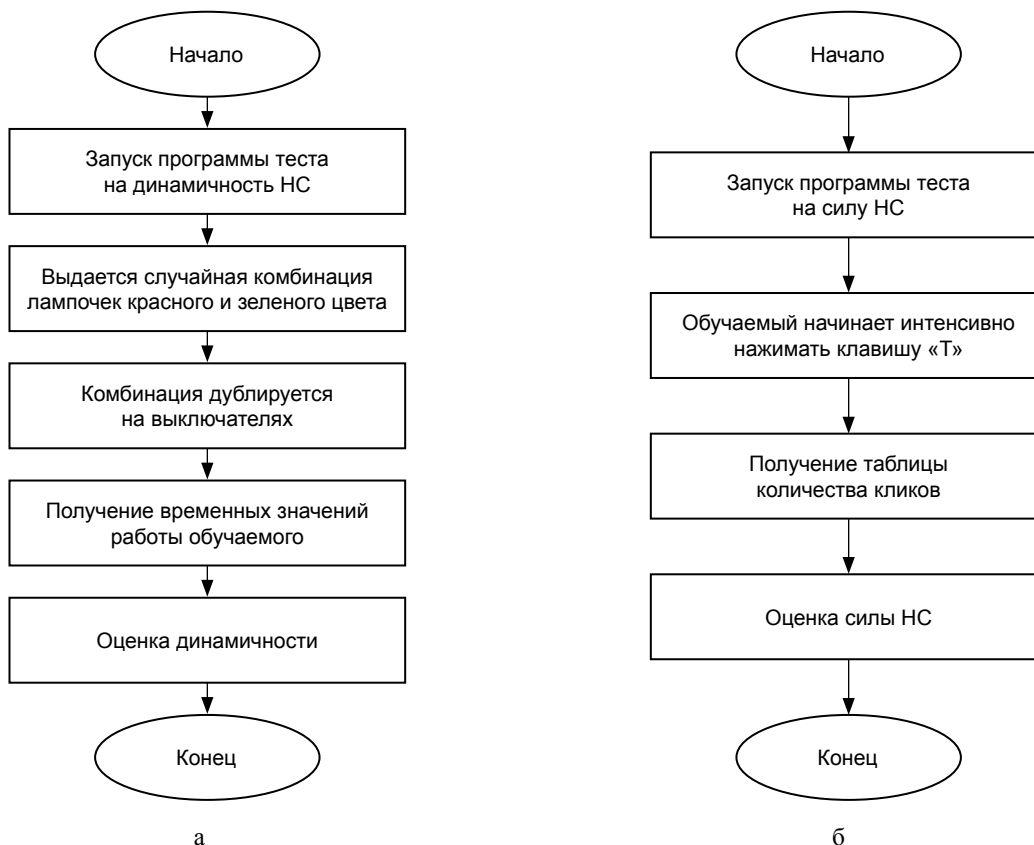 Начало
Запуск программы теста
на динамичность НС
Выдается случайная комбинация
лампочек красного и зеленого цвета
Комбинация дублируется
на выключателях
Получение временных значений
работы обучаемого
Оценка динамичности
Конец
а
Начало
Запуск программы теста
на силу НС
Обучаемый начинает интенсивно
нажимать клавишу «Т»
Получение таблицы
количества кликов
Оценка силы НС
Конец
б